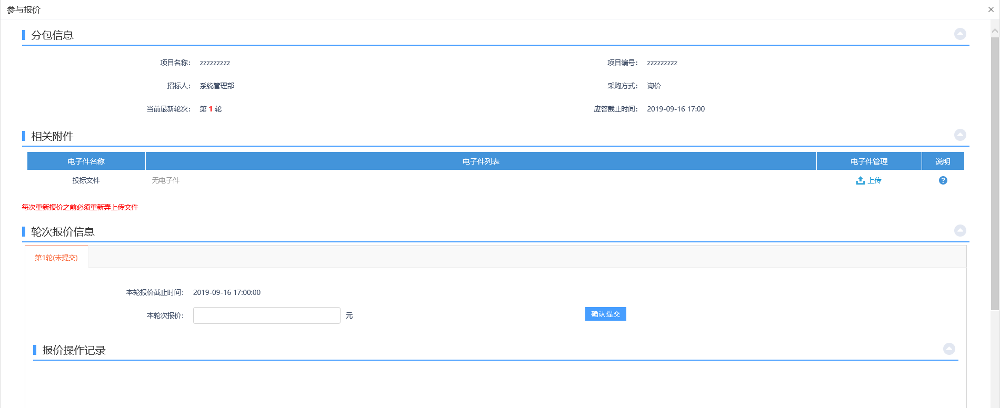 参与报价
分包信息
项目名称： zzzzzzzzz 项目编号： zzzzzzzzz
招标人： 系统管理部 采购方式： 询价
当前最新轮次： 第 1 轮 应答截止时间： 2019-09-16 17:00
相关附件
电子件名称 电子件列表 电子件管理 说明
投标文件 无电子件 上传
每次重新报价之前必须重新弄上传文件
轮次报价信息
第1轮(未提交)
本轮报价截止时间： 2019-09-16 17:00:00
本轮次报价： 元 确认提交
报价操作记录